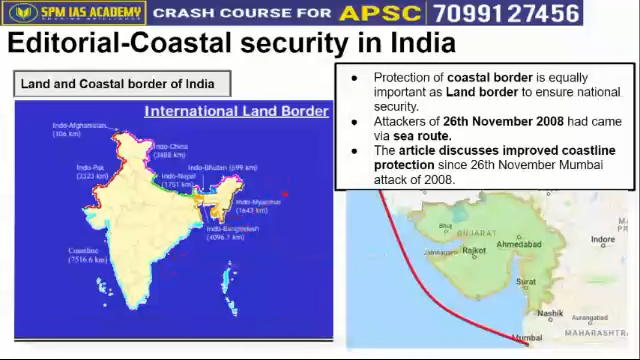 SPM IAS ACADEMY
CRASH COURSE FOR APSC 7099127456
Editorial-Coastal security in India
Land and Coastal border of India
International Land Border
Indo-Afghanistan
(106 km)
Indo-China
(3488 km)
Indo-Pak
(3323 km)
Indo-Nepal
(1751 km)
Indo-Bhutan (699 km)
Indo-Myanmar
(1643 km)
Indo-Bangladesh
(4096.7 km)
Coastline
(7516.6 km)
• Protection of coastal border is equally
important as Land border to ensure national
security.
• Attackers of 26th November 2008 had came
via sea route.
• The article discusses improved coastline
protection since 26th November Mumbai
attack of 2008.
Bhuj
GUJARAT
Jamnagar
Rajkot
Ahmedabad
Indore
Surat
Nashik
Aurangabad
MAHARASHTR
Mumbai